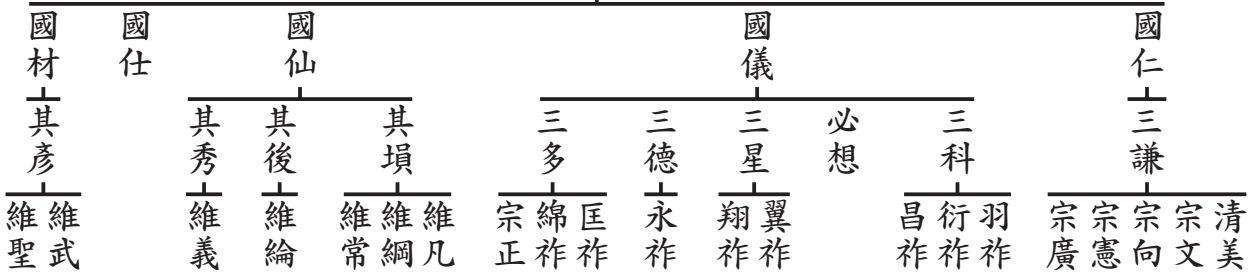 國仁 國儀 國仙 國仕 國材
三謙 三科 必想 三星 三德 三多 其塤 其後 其秀 其彥
清美 宗文 宗向 宗憲 宗廣 羽祚 衍祚 昌祚 翼祚 翔祚 永祚 匡祚 綿祚 宗正 維凡 維綱 維常 維綸 維義 維武 維聖